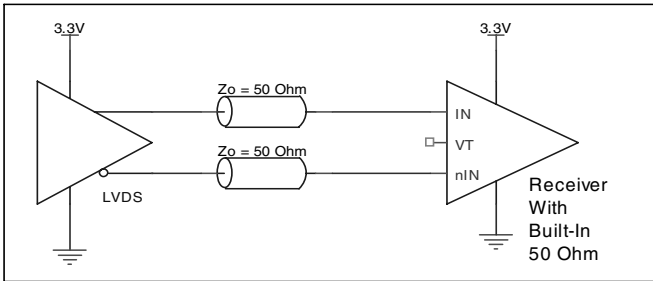 3.3V
3.3V
Zo = 50 Ohm
IN
VT
Zo = 50 Ohm
nIN
LVDS
Receiver
With
Built-In
50 Ohm